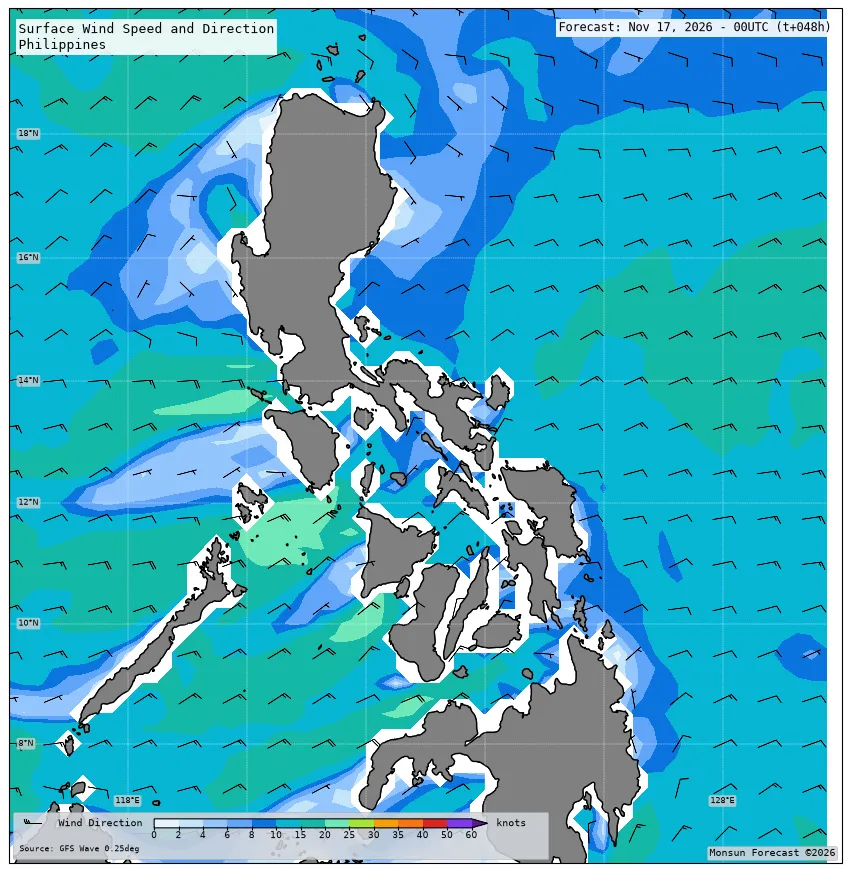 Surface Wind Speed and Direction
Philippines
Forecast: Nov 17, 2026 - 00UTC (t+048h)
18°N
16°N
14°N
12°N
10°N
8°N
118°E
128°E
Wind Direction
0 2 4 6 8 10 15 20 25 30 35 40 50 60 knots
Source: GFS Wave 0.25deg
Monsun Forecast ©2026